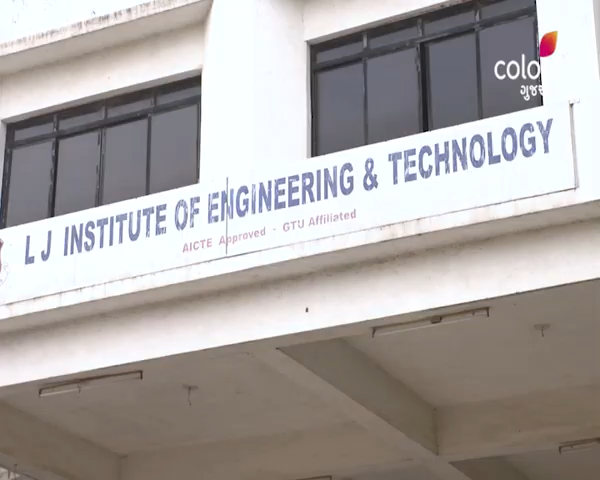 colo
ગુજ
L J INSTITUTE OF ENGINEERING & TECHNOLOGY
AICTE Approved - GTU Affiliated